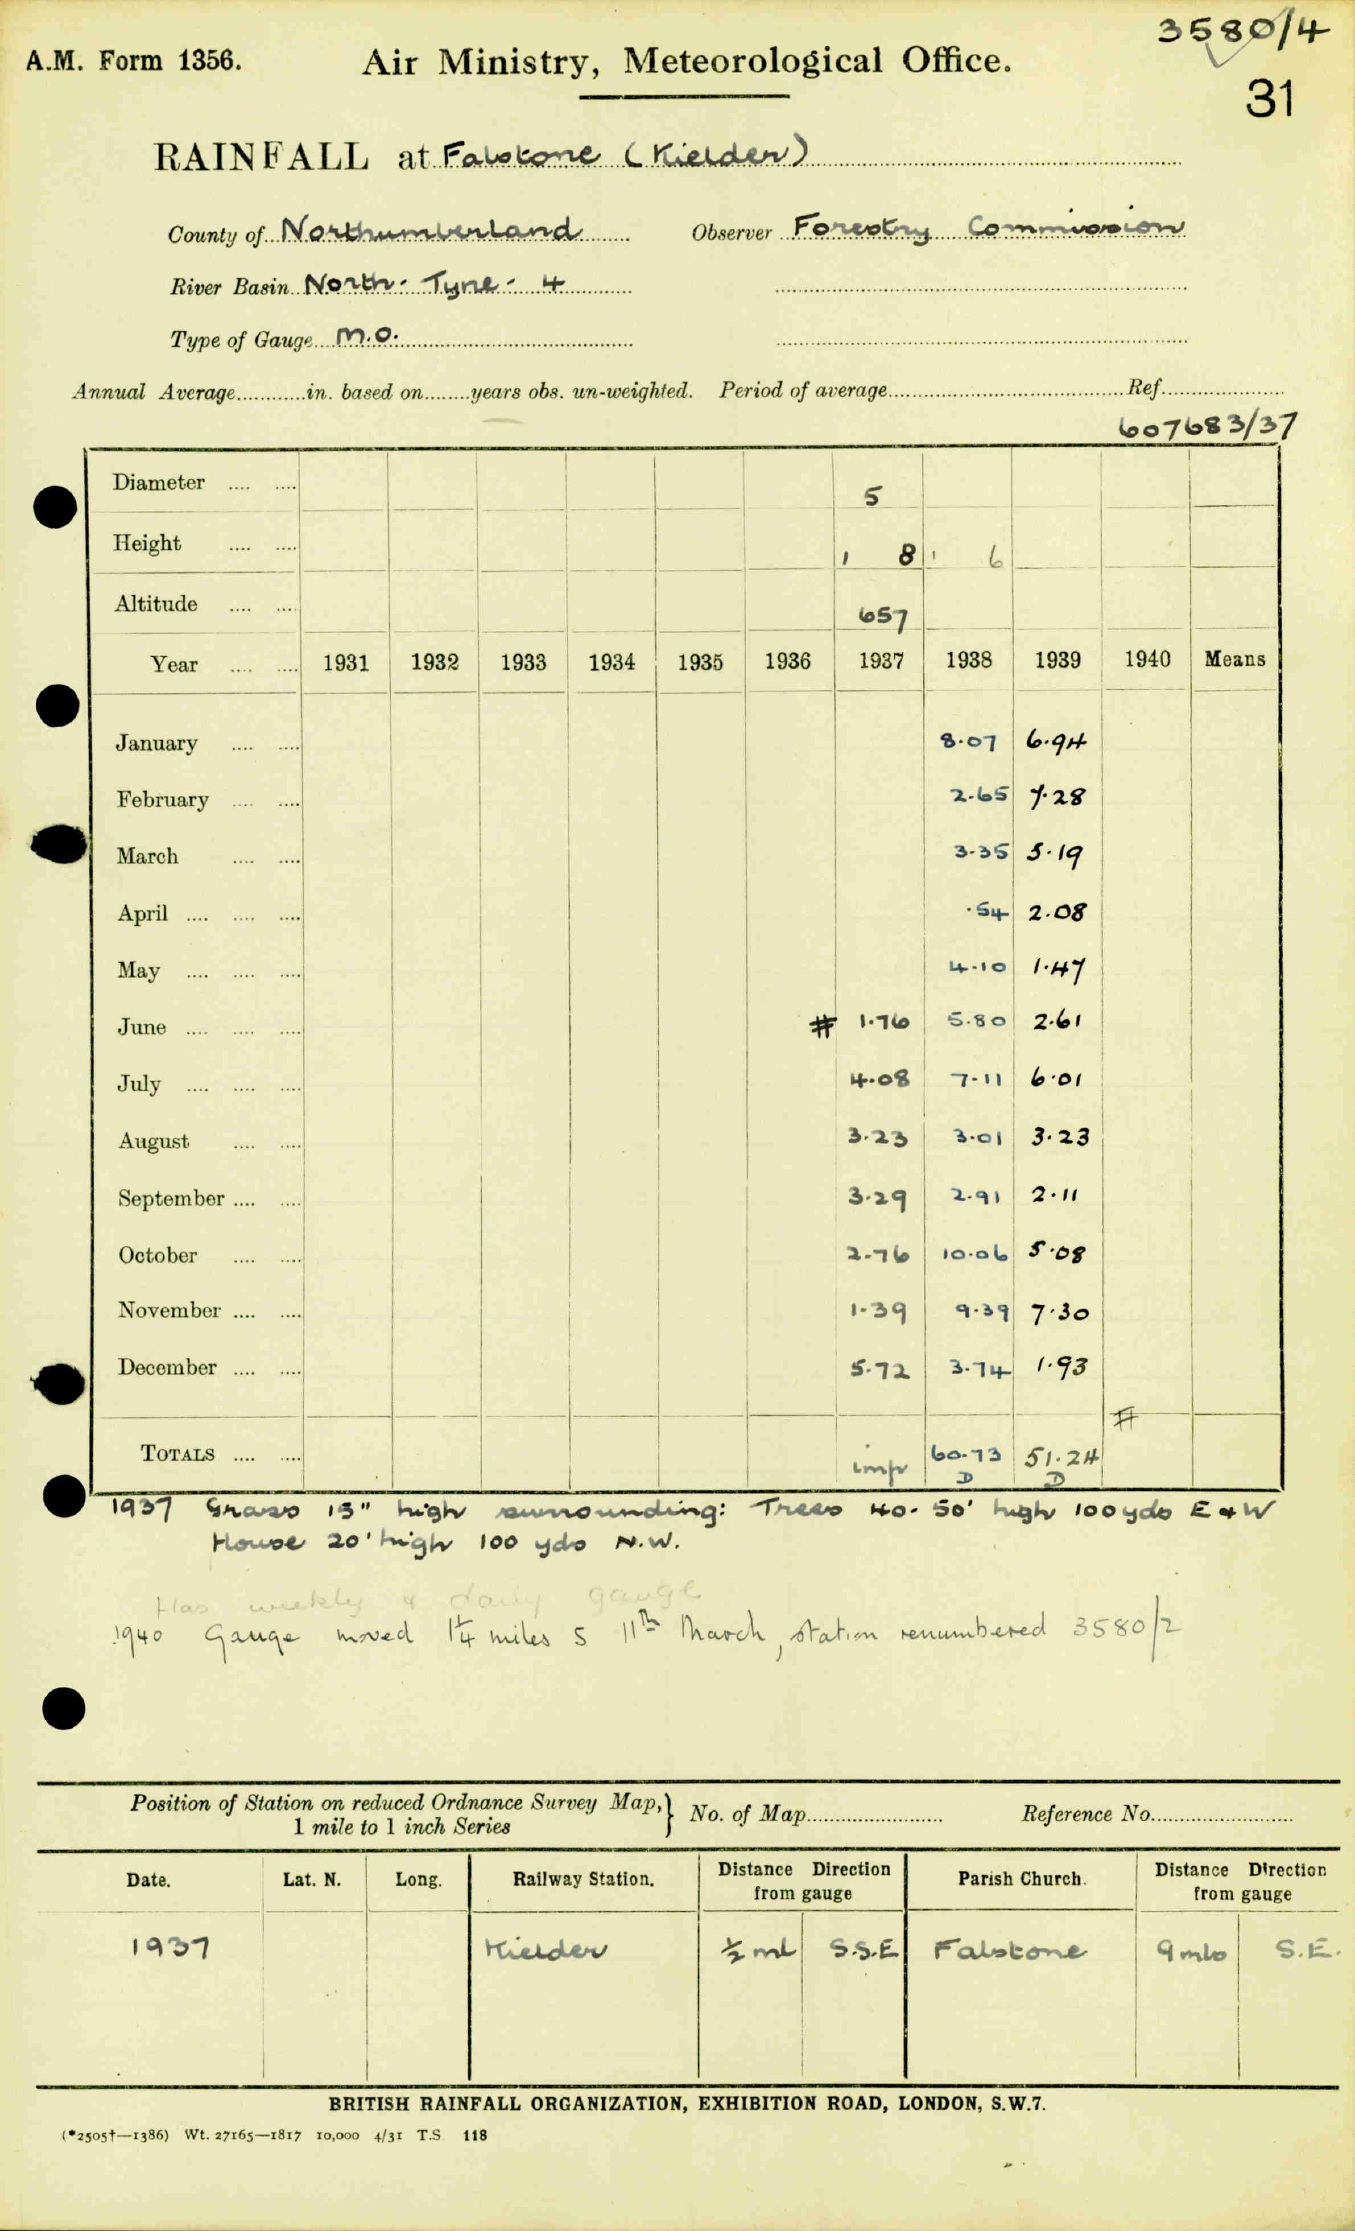 3580/4
A.M. Form 1356. Air Ministry, Meteorological Office.
31
RAINFALL at Falstone (Kielder)
County of Northumberland Observer Forestry Commission
River Basin North. Tyne. 4
Type of Gauge M.O.
Annual Average............in. based on........years obs. un-weighted. Period of average.................... Ref....................
607683/37
Diameter .... .... 5
Height .... .... 1 8 1 6
Altitude .... .... 657
Year .... .... 1931 1932 1933 1934 1935 1936 1937 1938 1939 1940 Means
January .... .... 8.07 6.94
February .... .... 2.65 7.28
March .... .... 3.35 5.19
April .... .... .... .54 2.08
May .... .... .... 4.10 1.47
June .... .... .... # 1.76 5.80 2.61
July .... .... .... 4.08 7.11 6.01
August .... .... 3.23 3.01 3.23
September .... .... 3.29 2.91 2.11
October .... .... 2.76 10.06 5.08
November .... .... 1.39 9.39 7.30
December .... .... 5.72 3.74 1.93
#
TOTALS .... .... imp 60.73 51.24
D D
1937 Grass 15" high surrounding: Trees 40-50' high 100 yds E & W
House 20' high 100 yds N.W.
Has weekly & daily gauge
1940 Gauge moved 1¼ miles S 11th March, station renumbered 3580/2
Position of Station on reduced Ordnance Survey Map,} No. of Map........................ Reference No.........................
1 mile to 1 inch Series
Date. Lat. N. Long. Railway Station. Distance Direction from gauge Parish Church. Distance Direction from gauge
1937 Kielder ½ ml S.S.E Falstone 9 mls S.E.
BRITISH RAINFALL ORGANIZATION, EXHIBITION ROAD, LONDON, S.W.7.
(*2505†—1386) Wt. 27165—1817 10,000 4/31 T.S 118